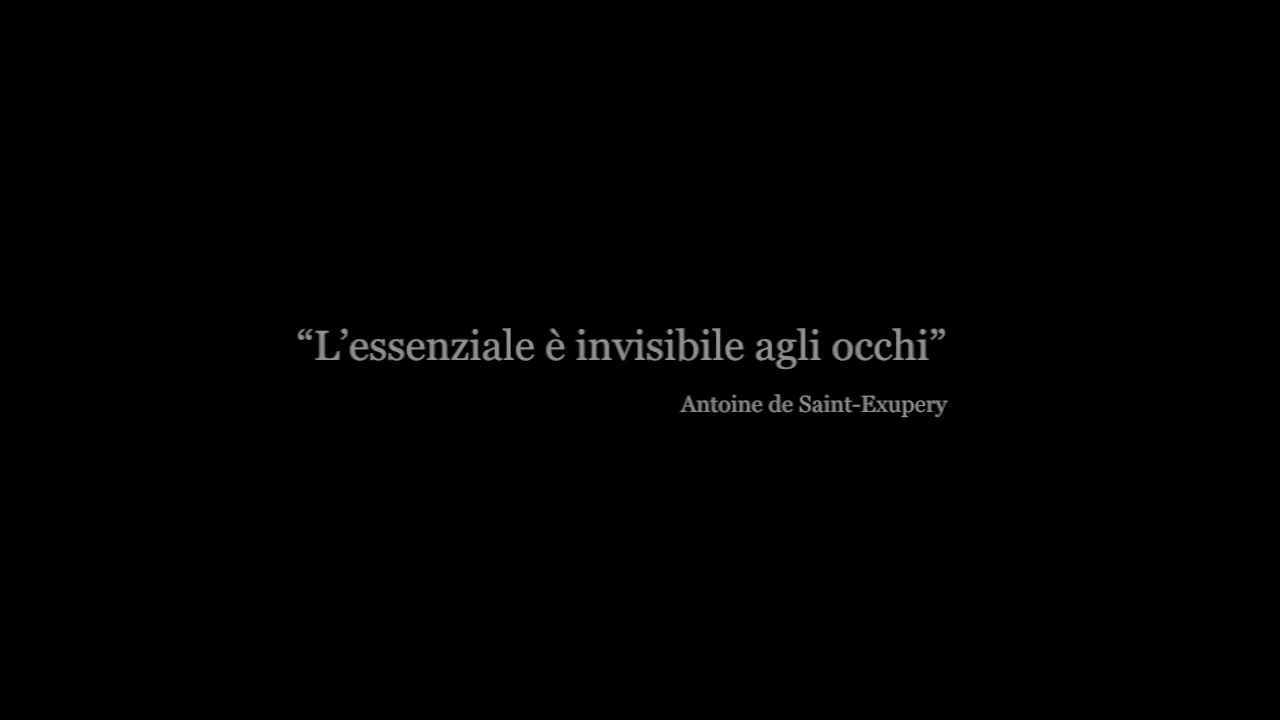 “L’essenziale è invisibile agli occhi”
Antoine de Saint-Exupery